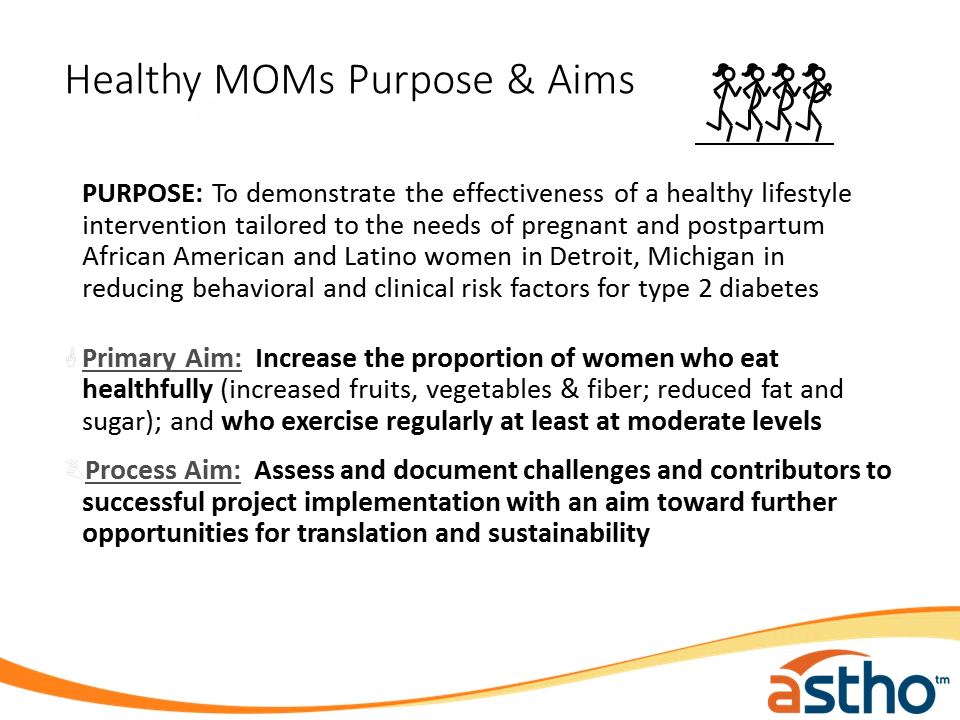 Healthy MOMs Purpose & Aims
PURPOSE: To demonstrate the effectiveness of a healthy lifestyle
intervention tailored to the needs of pregnant and postpartum
African American and Latino women in Detroit, Michigan in
reducing behavioral and clinical risk factors for type 2 diabetes
Primary Aim: Increase the proportion of women who eat
healthfully (increased fruits, vegetables & fiber; reduced fat and
sugar); and who exercise regularly at least at moderate levels
Process Aim: Assess and document challenges and contributors to
successful project implementation with an aim toward further
opportunities for translation and sustainability
astho tm